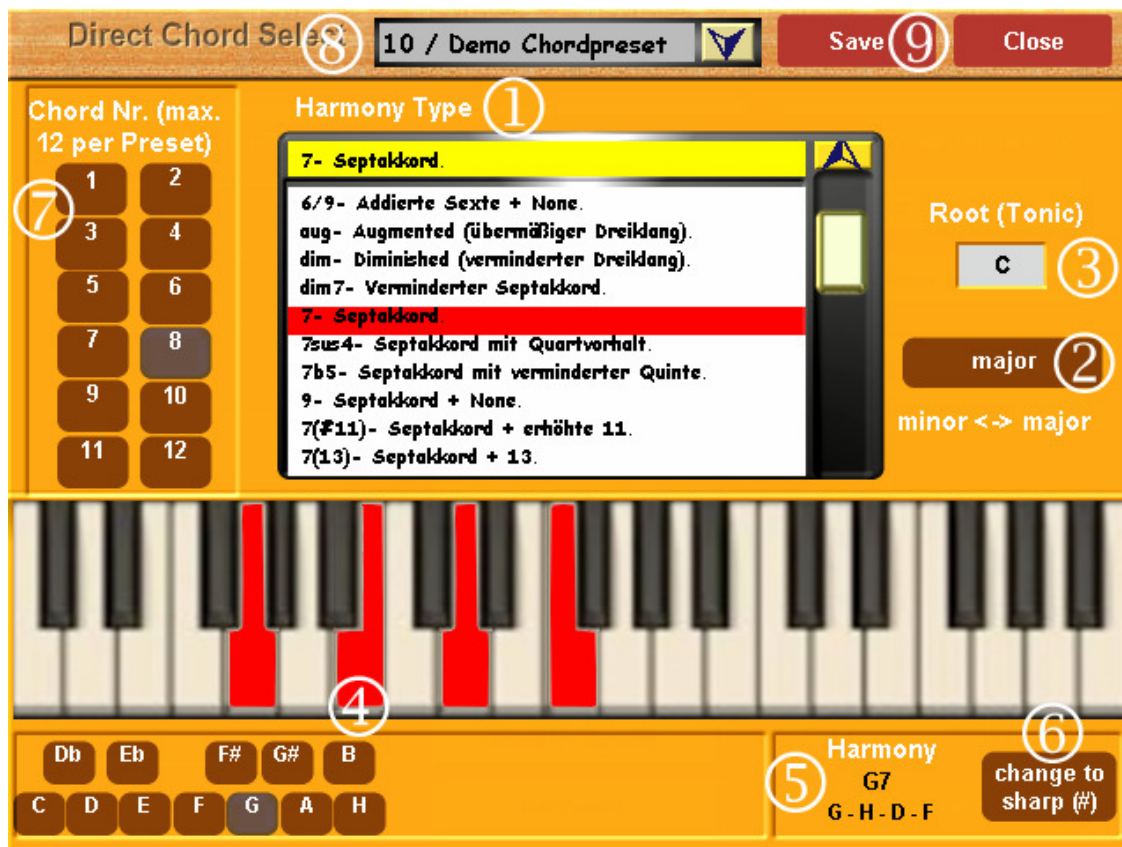 Direct Chord Select ⑧ 10 / Demo Chordpreset Save ⑨ Close
Chord Nr. (max.
12 per Preset)
⑦
1 2
3 4
5 6
7 8
9 10
11 12
Harmony Type ①
7- Septakkord.
6/9- Addierte Sexte + None.
aug- Augmented (übermäßiger Dreiklang).
dim- Diminished (verminderter Dreiklang).
dim7- Verminderter Septakkord.
7- Septakkord.
7sus4- Septakkord mit Quartvorhalt.
7b5- Septakkord mit verminderter Quinte.
9- Septakkord + None.
7(#11)- Septakkord + erhöhte 11.
7(13)- Septakkord + 13.
Root (Tonic)
C ③
major ②
minor <-> major
④
Db Eb F# G# B
C D E F G A H
⑤
Harmony
G7
G - H - D - F
⑥
change to
sharp (#)